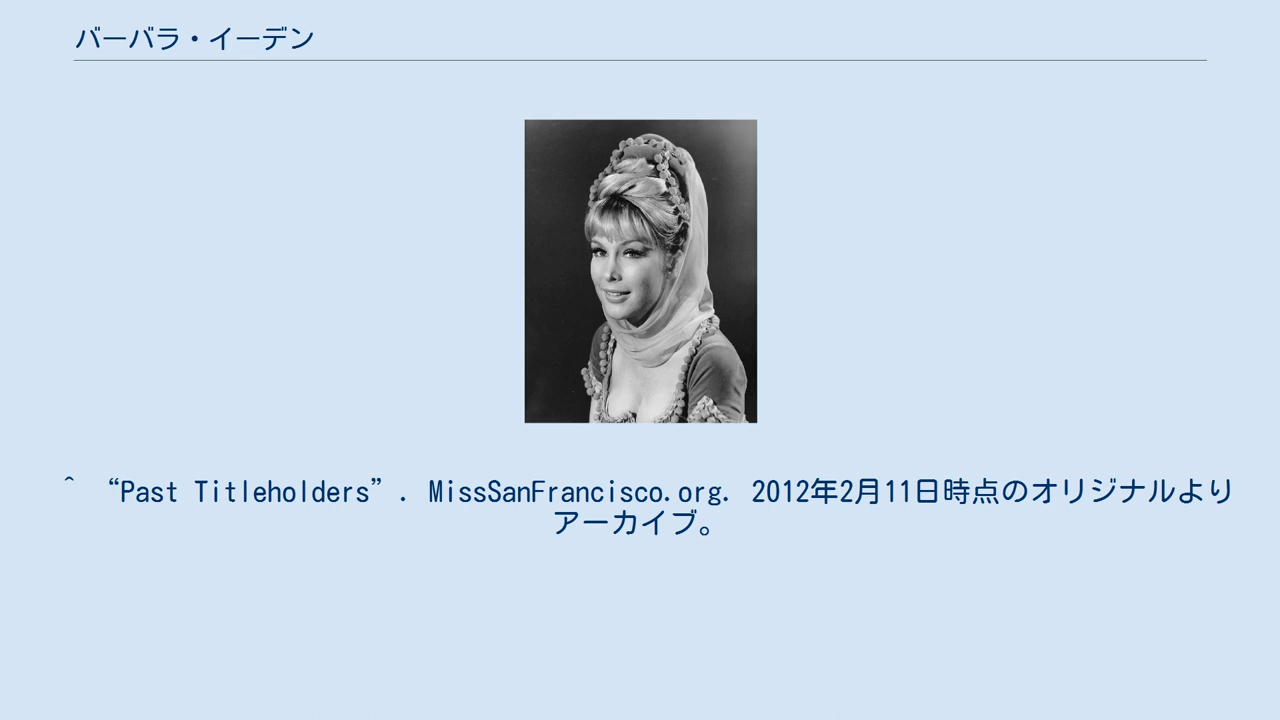 バーバラ・イーデン
^ “Past Titleholders”. MissSanFrancisco.org. 2012年2月11日時点のオリジナルより
アーカイブ。